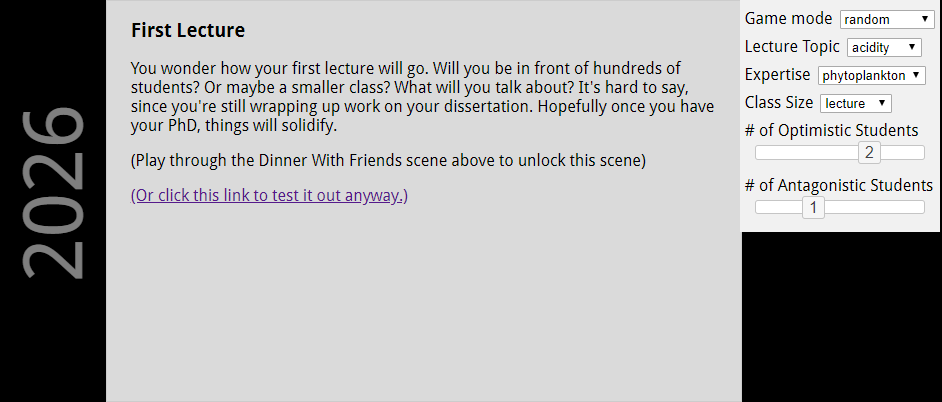 2026
First Lecture
You wonder how your first lecture will go. Will you be in front of hundreds of
students? Or maybe a smaller class? What will you talk about? It's hard to say,
since you're still wrapping up work on your dissertation. Hopefully once you have
your PhD, things will solidify.
(Play through the Dinner With Friends scene above to unlock this scene)
(Or click this link to test it out anyway.)
Game mode random
Lecture Topic acidity
Expertise phytoplankton
Class Size lecture
# of Optimistic Students
2
# of Antagonistic Students
1